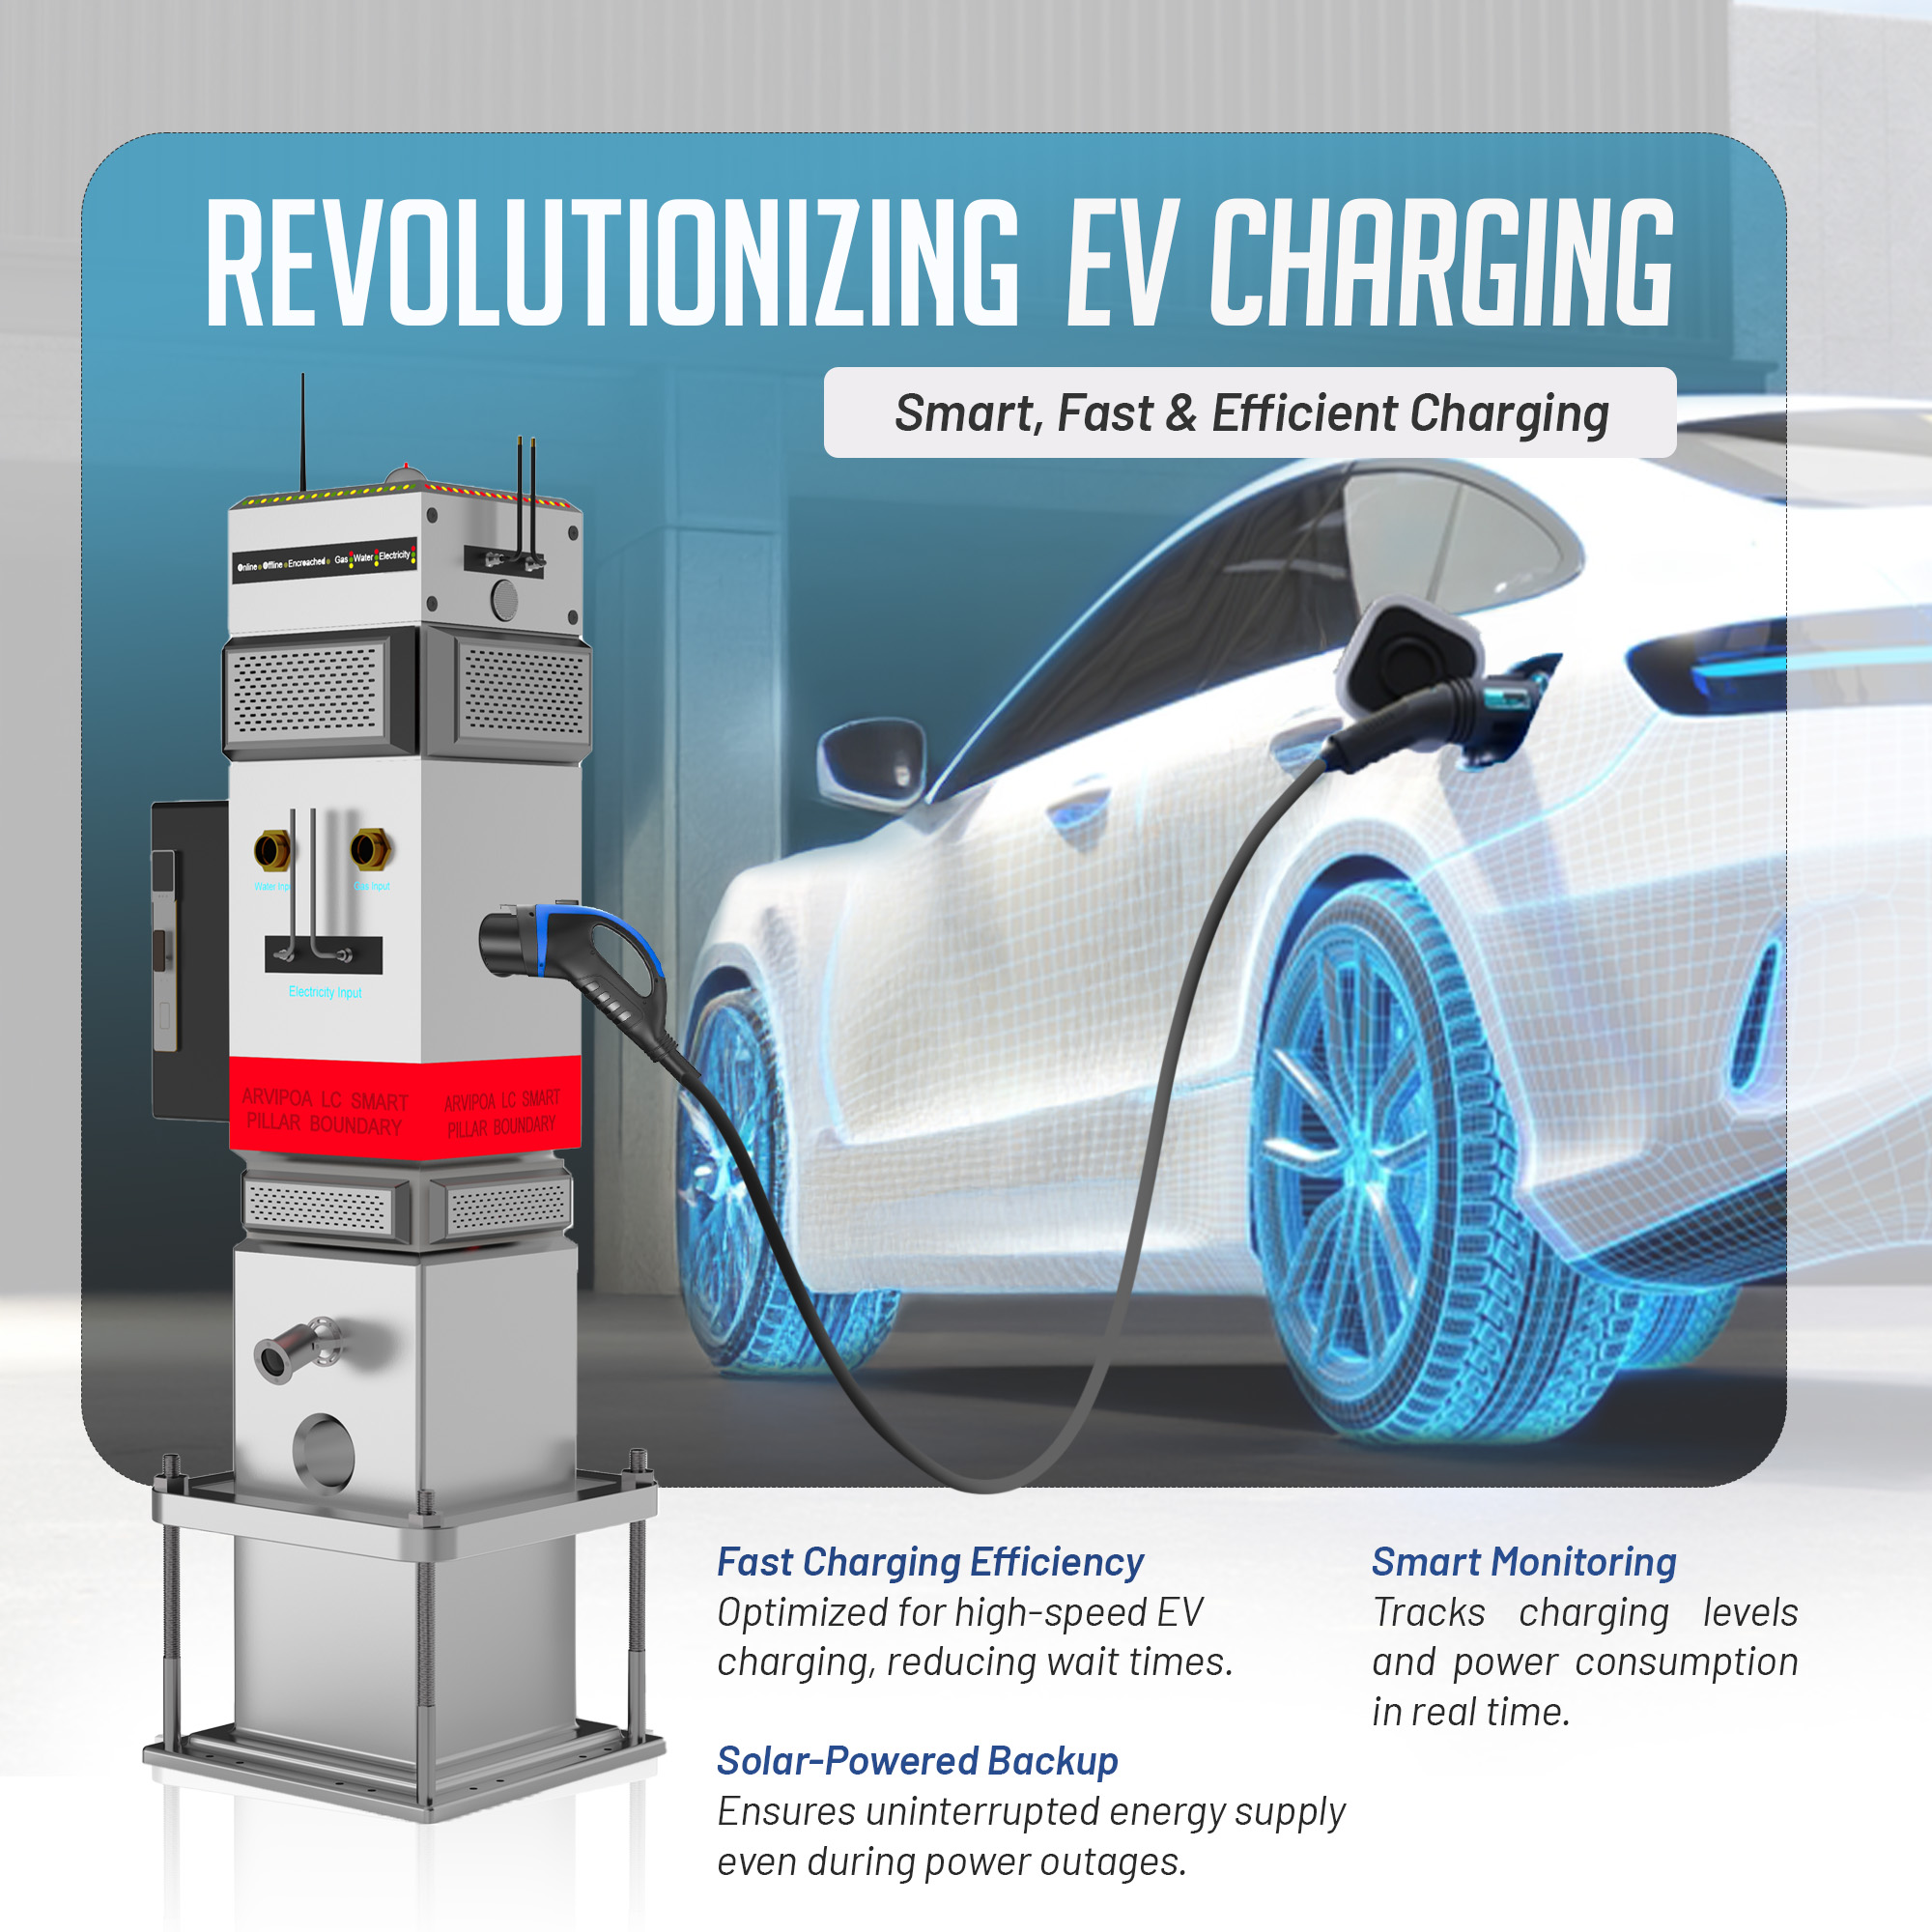 REVOLUTIONIZING EV CHARGING
Smart, Fast & Efficient Charging
Online Offline Encroached Gas Water Electricity
Water Input Gas Input
Electricity Input
ARVIPOA LC SMART
PILLAR BOUNDARY
ARVIPOA LC SMART
PILLAR BOUNDARY
Fast Charging Efficiency
Optimized for high-speed EV
charging, reducing wait times.
Smart Monitoring
Tracks charging levels
and power consumption
in real time.
Solar-Powered Backup
Ensures uninterrupted energy supply
even during power outages.